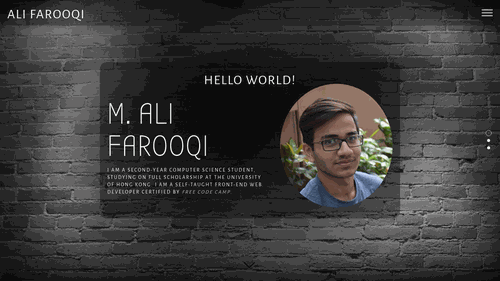 ALI FAROOQI
HELLO WORLD!
M. ALI
FAROOQI
I AM A SECOND-YEAR COMPUTER SCIENCE STUDENT,
STUDYING ON FULL SCHOLARSHIP AT THE UNIVERSITY
OF HONG KONG. I AM A SELF-TAUGHT FRONT-END WEB
DEVELOPER CERTIFIED BY FREE CODE CAMP.